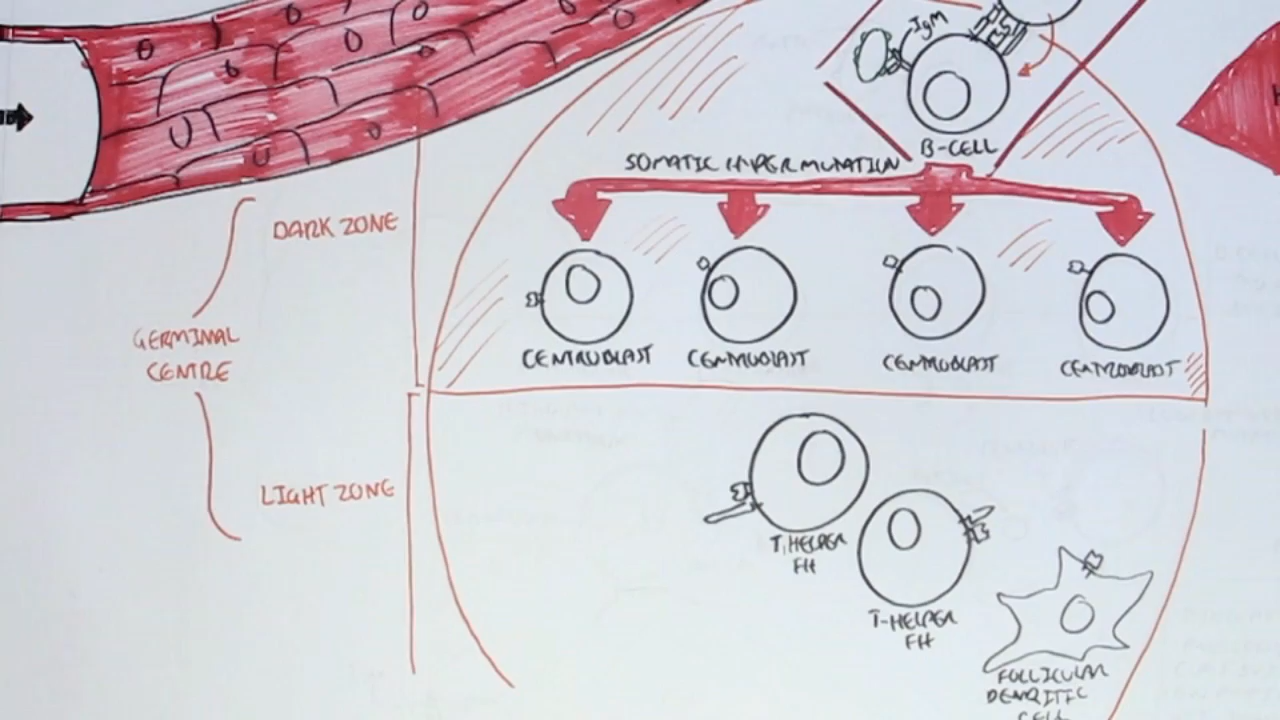 IgM
B-CELL
SOMATIC HYPERMUTATION
DARK ZONE
GERMINAL
CENTRE
CENTROBLAST
CENTROBLAST
CENTROBLAST
CENTROBLAST
LIGHT ZONE
T, HELPER
FH
T-HELPER
FH
FOLLICULAR
DENDRITIC
CELL